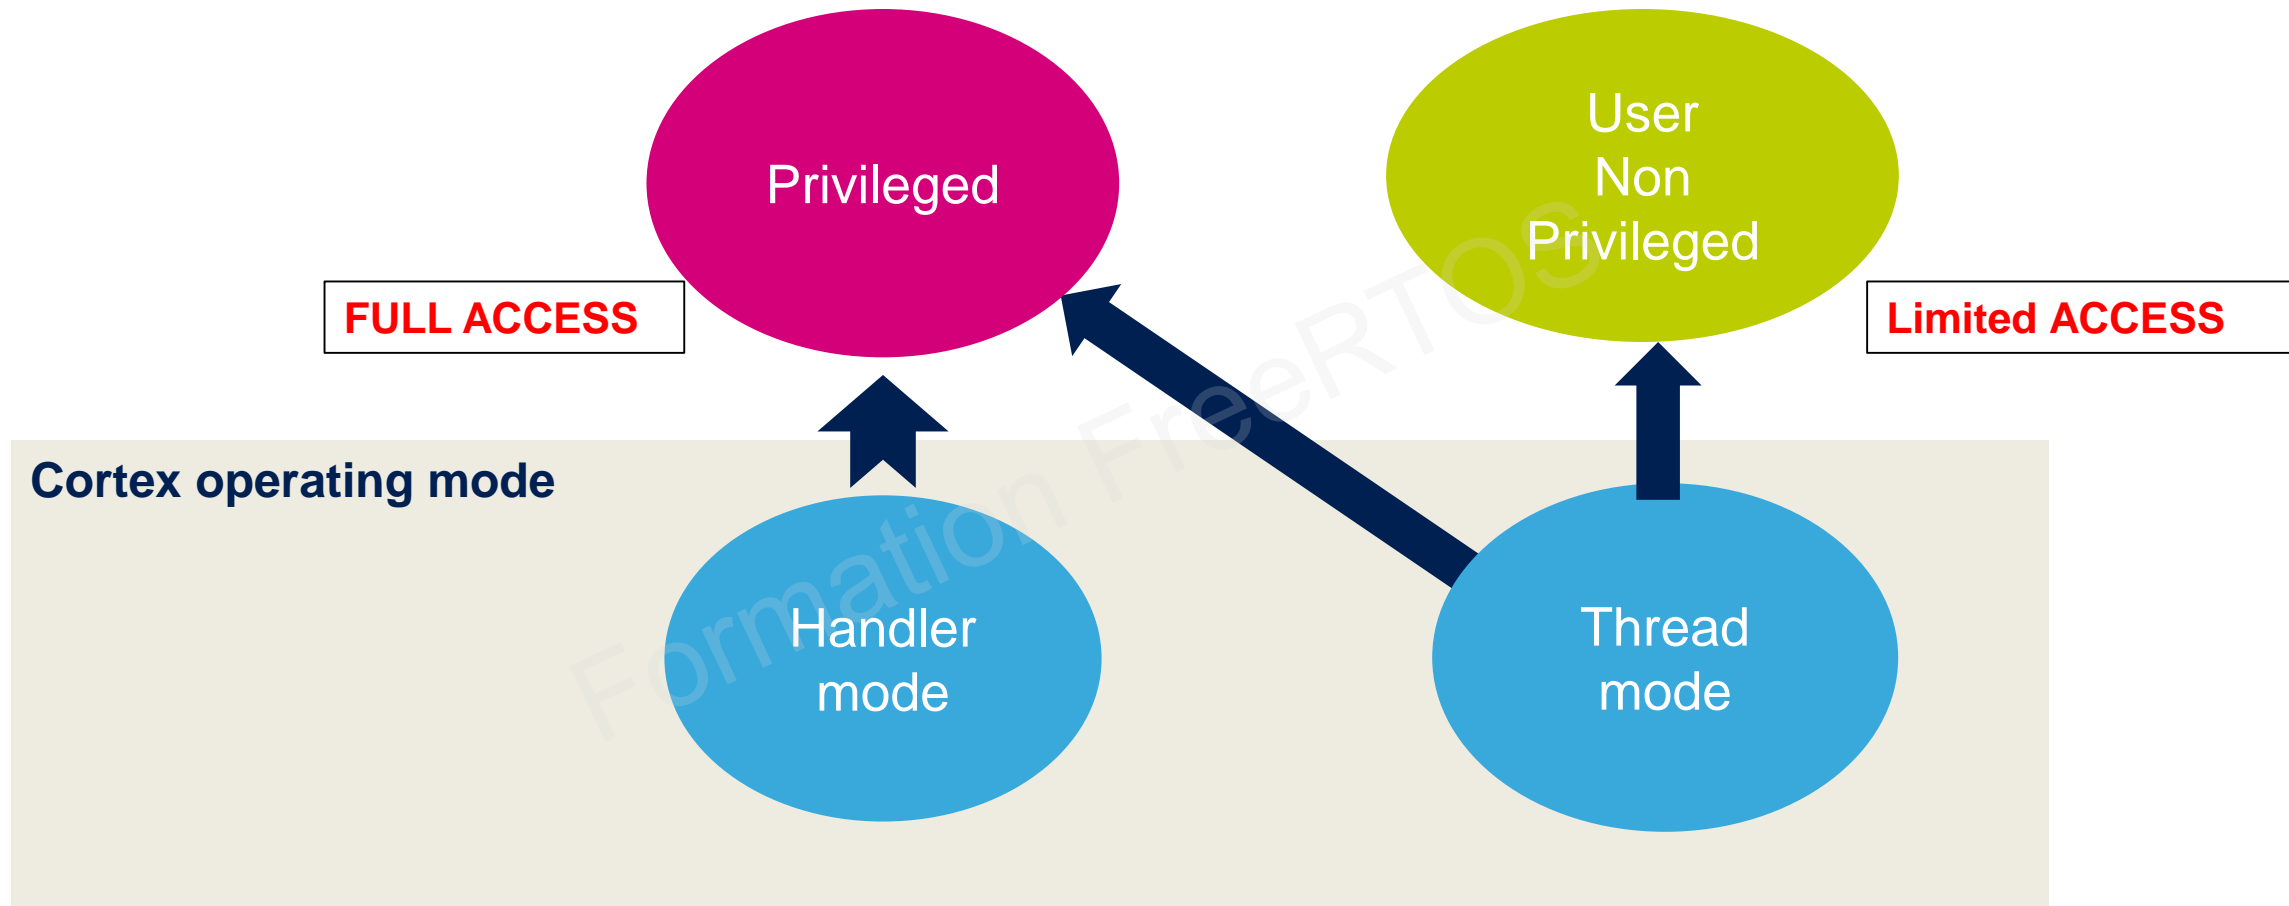 Privileged
User
Non
Privileged
FULL ACCESS
Limited ACCESS
Cortex operating mode
Handler
mode
Thread
mode
Formation FreeRTOS